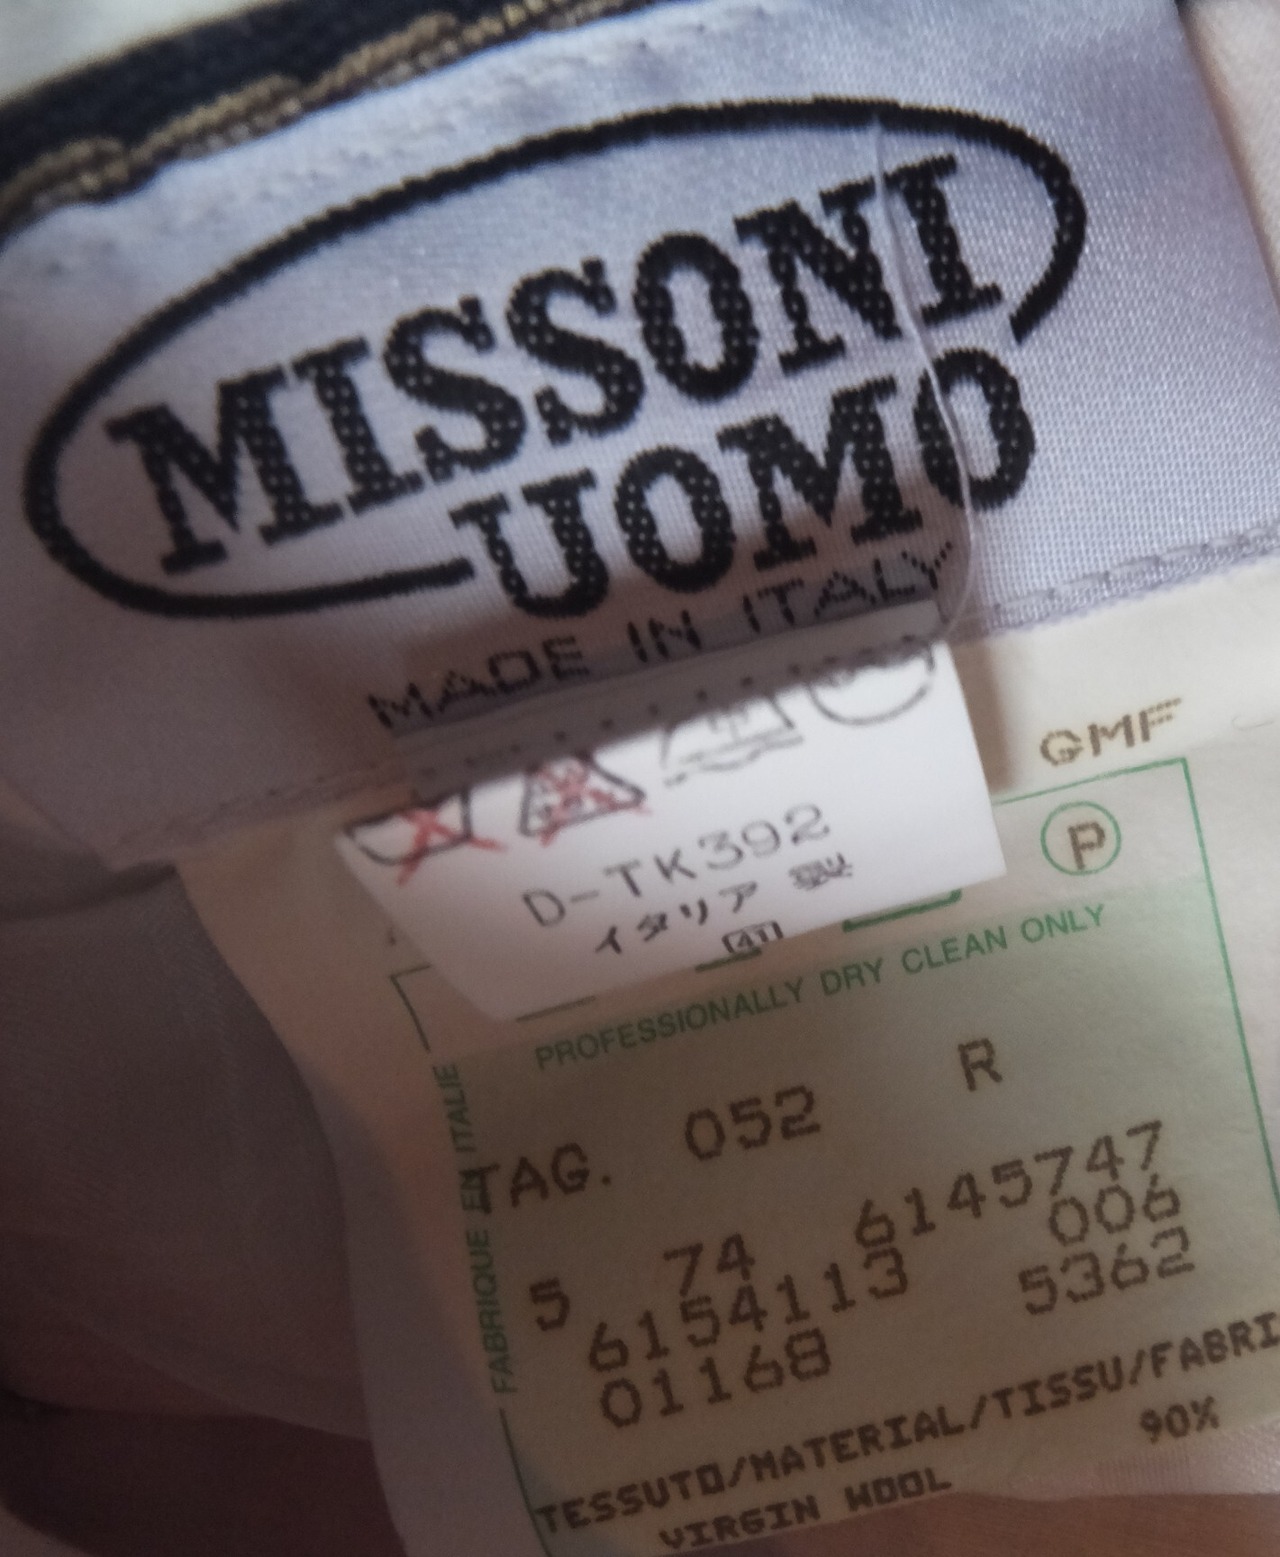 MISSONI
UOMO
MADE IN ITALY
D-TK392
イタリア製
GMF
P
PROFESSIONALLY DRY CLEAN ONLY
FABRIQUE EN ITALIE
TAG. 052 R
5 74 6145747
6154113 006
01168 5362
TESSUTO/MATERIAL/TISSU/FABRI
90%
VIRGIN WOOL